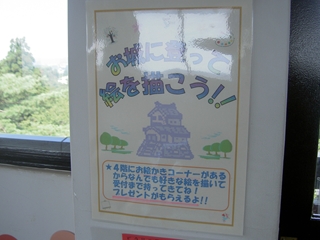 お城に登って
絵を描こう!!
★4階にお絵かきコーナーがある
からなんでも好きな絵を描いて
受付まで持ってきてね!
プレゼントがもらえるよ!!